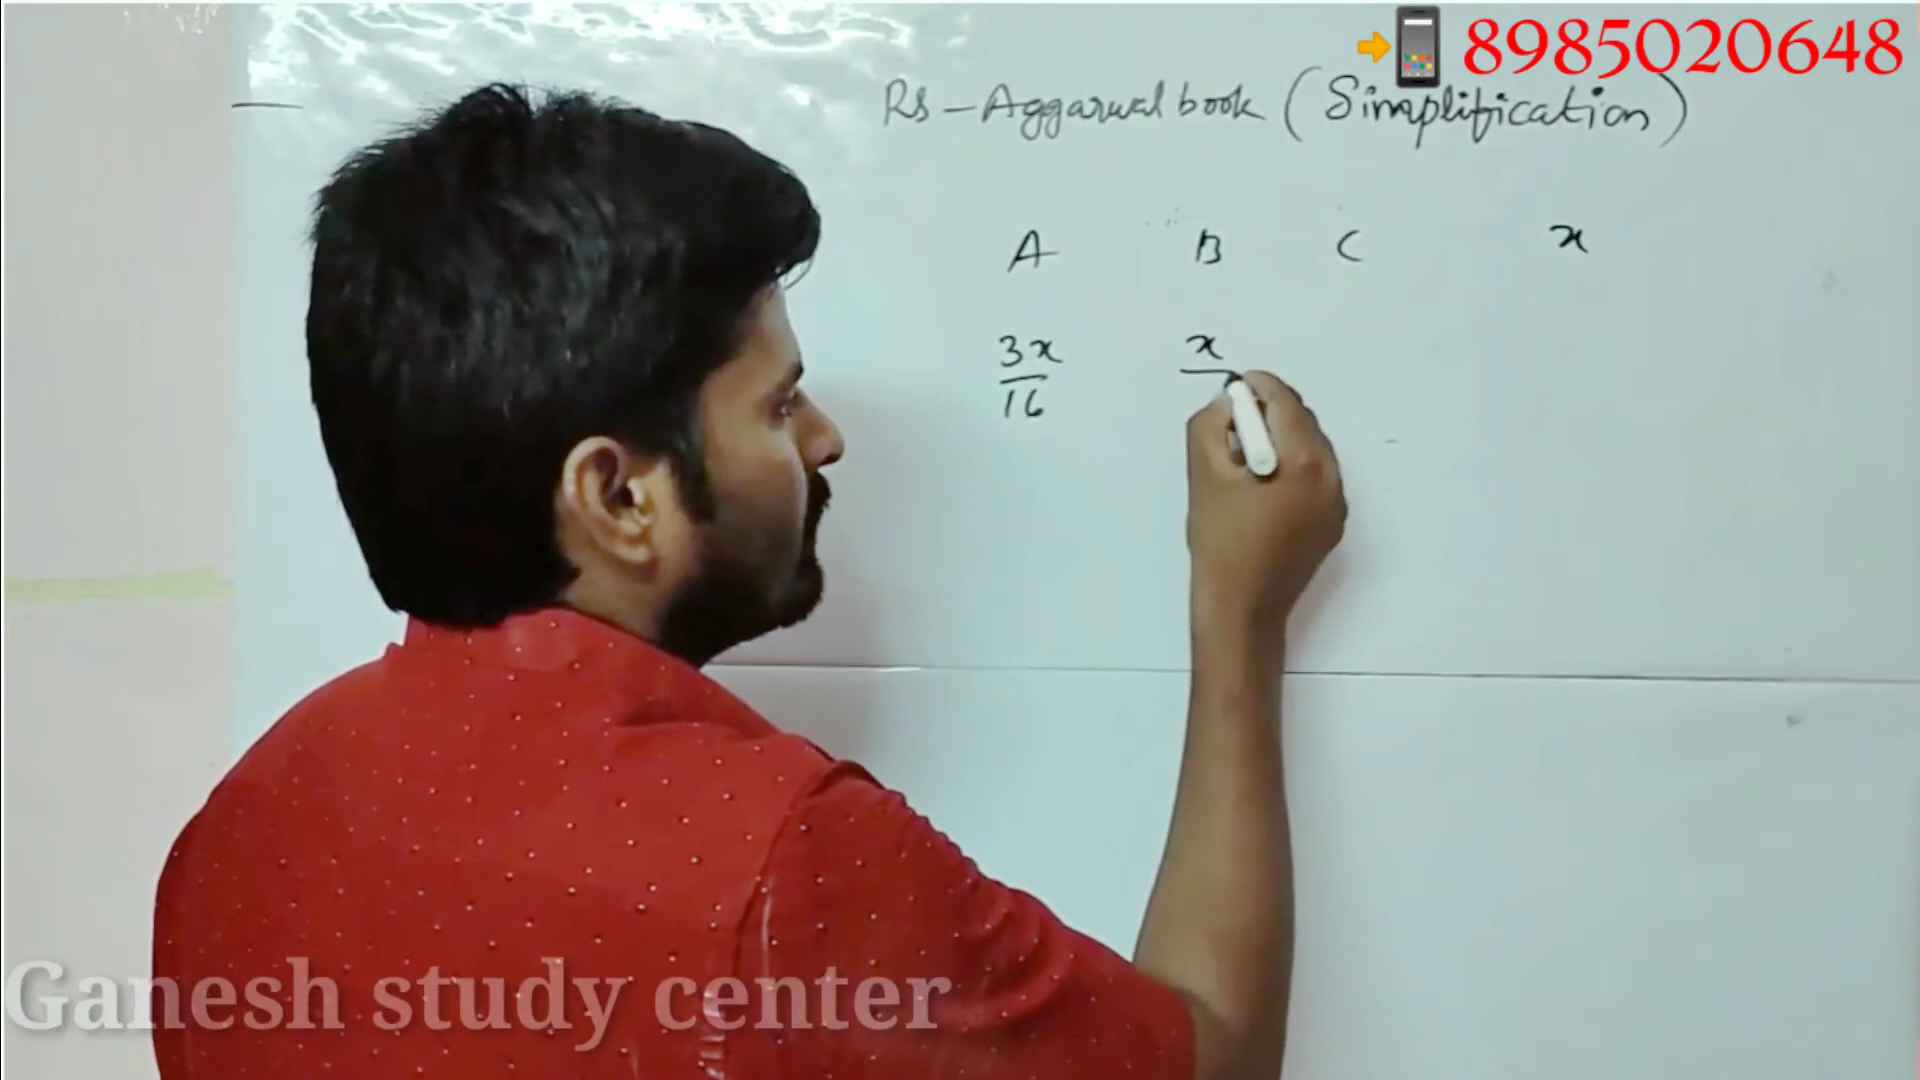 8985020648
Rs - Aggarwal book (Simplification)
A B C x
3x x
16
Ganesh study center